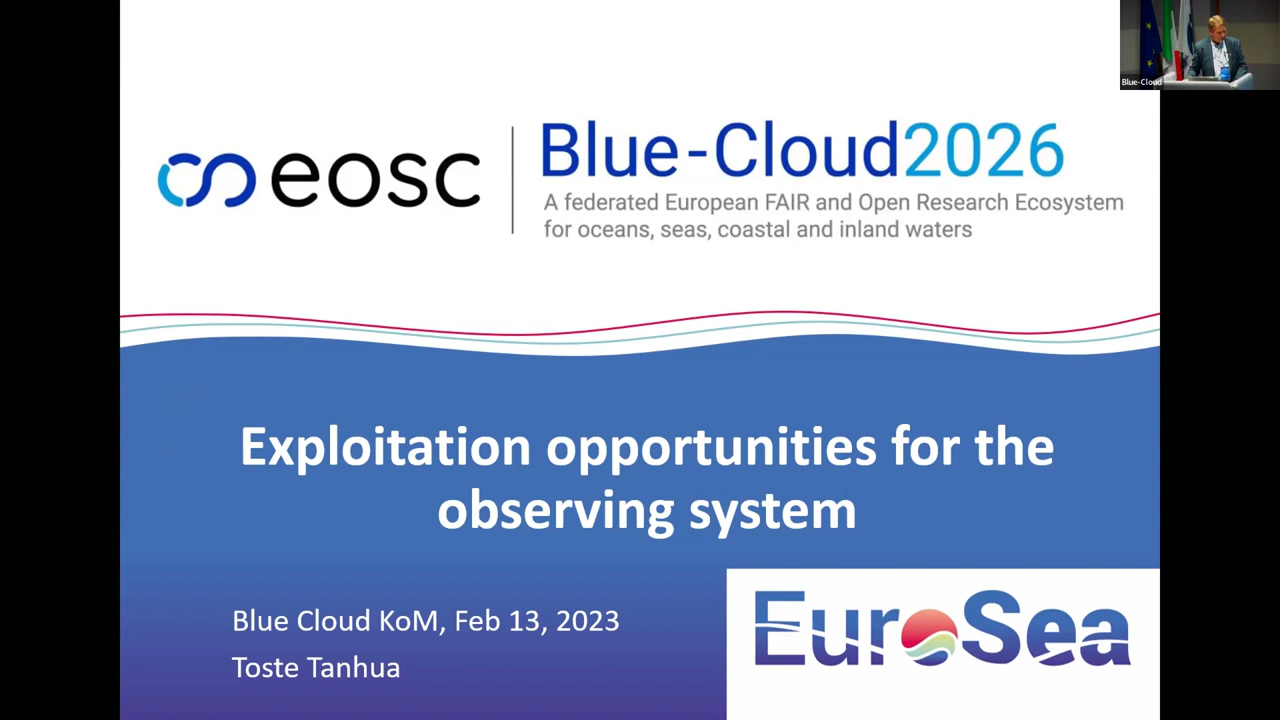 Blue-Cloud
eosc
Blue-Cloud2026
A federated European FAIR and Open Research Ecosystem
for oceans, seas, coastal and inland waters
Exploitation opportunities for the
observing system
Blue Cloud KoM, Feb 13, 2023
Toste Tanhua
EuroSea